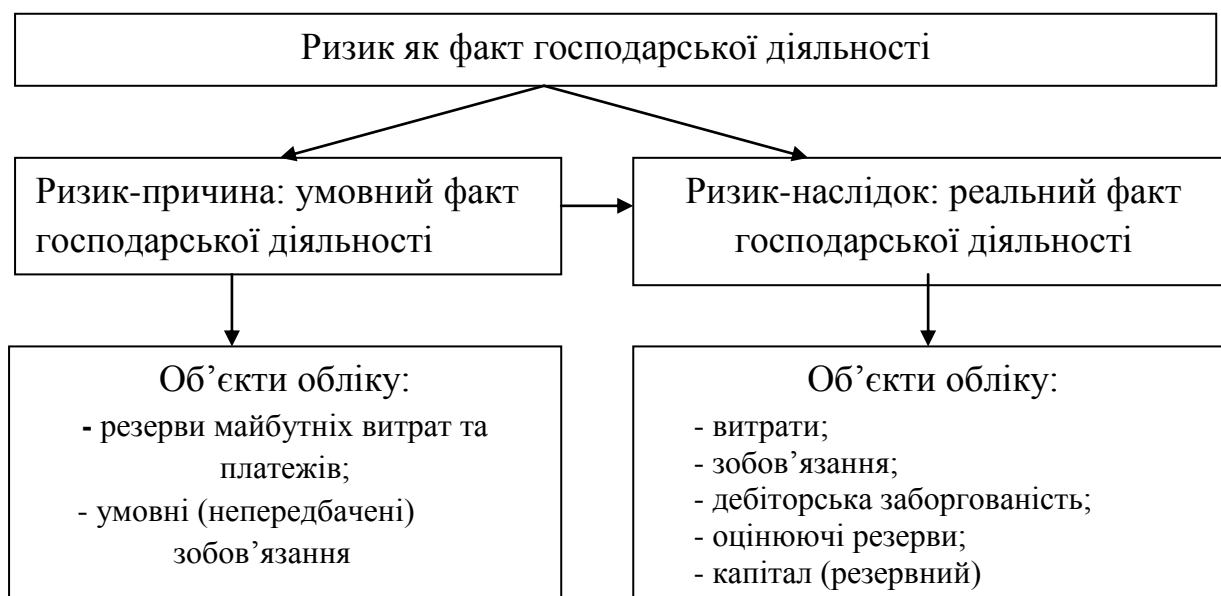 Ризик як факт господарської діяльності
Ризик-причина: умовний факт
господарської діяльності
Ризик-наслідок: реальний факт
господарської діяльності
Об’єкти обліку:
- резерви майбутніх витрат та
платежів;
- умовні (непередбачені)
зобов’язання
Об’єкти обліку:
- витрати;
- зобов’язання;
- дебіторська заборгованість;
- оцінюючі резерви;
- капітал (резервний)